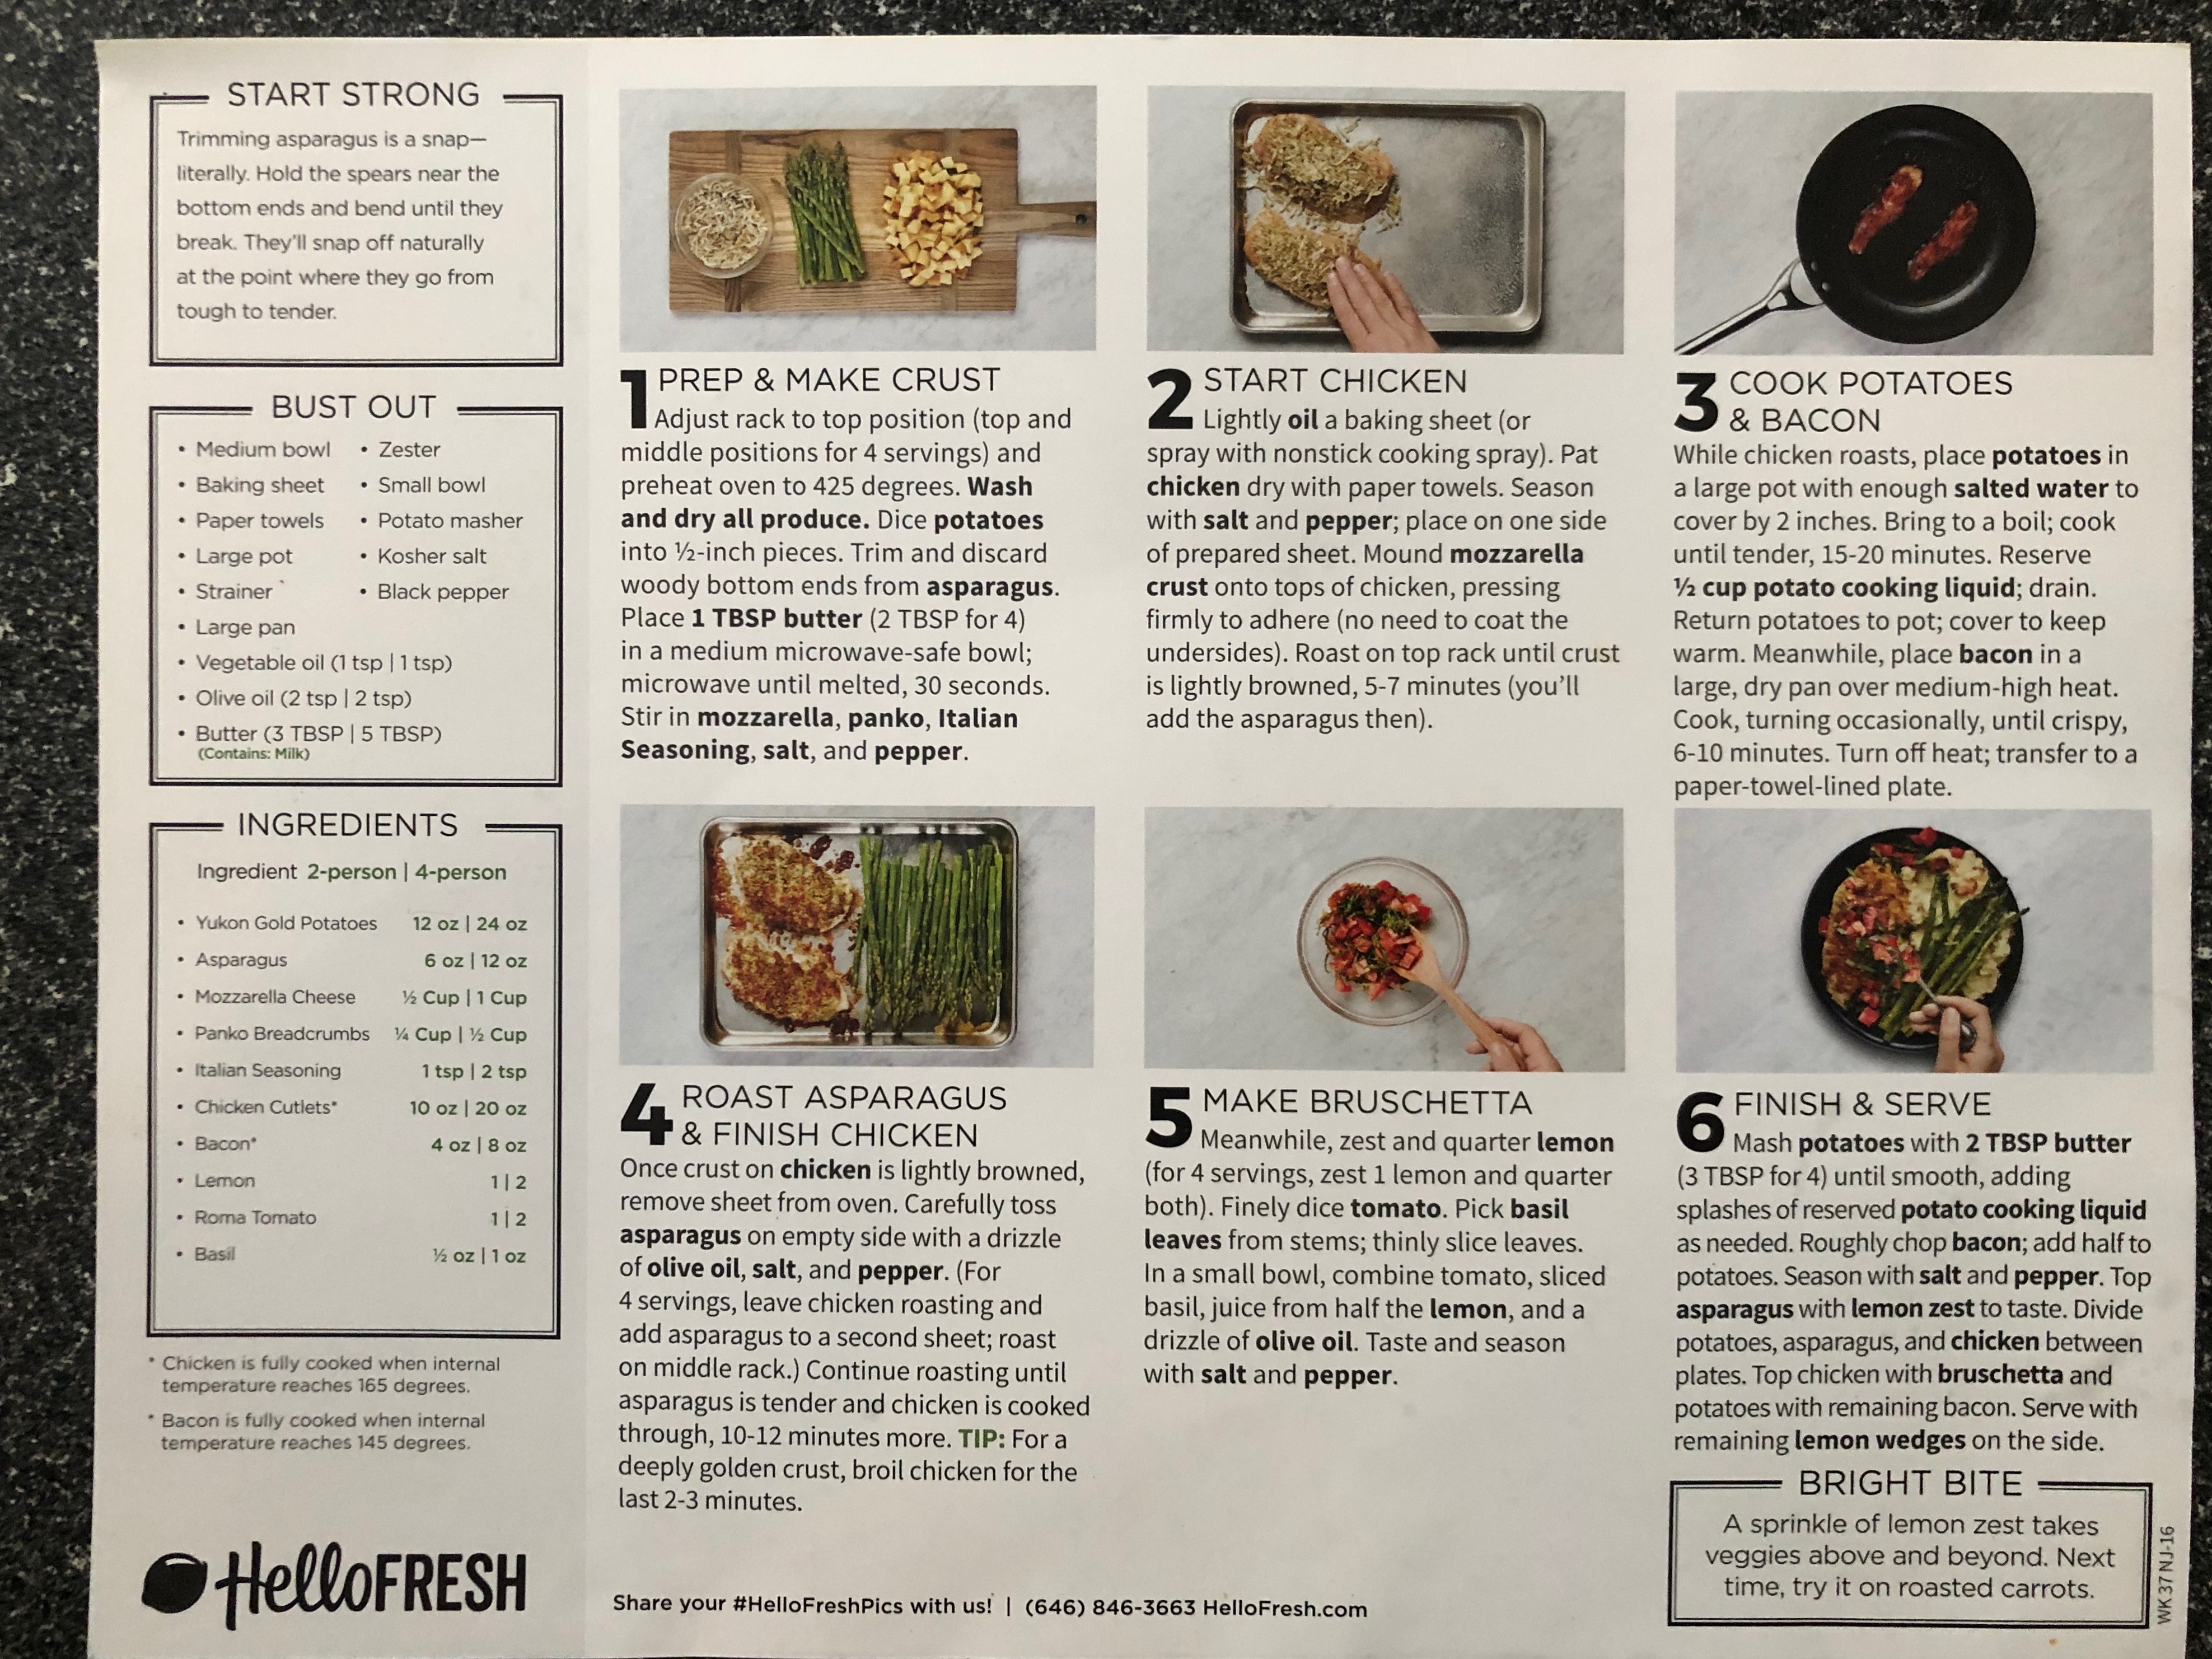 START STRONG
Trimming asparagus is a snap—
literally. Hold the spears near the
bottom ends and bend until they
break. They'll snap off naturally
at the point where they go from
tough to tender.
BUST OUT
• Medium bowl
• Baking sheet
• Paper towels
• Large pot
• Strainer
• Large pan
• Zester
• Small bowl
• Potato masher
• Kosher salt
• Black pepper
• Vegetable oil (1 tsp | 1 tsp)
• Olive oil (2 tsp | 2 tsp)
• Butter (3 TBSP | 5 TBSP)
(Contains: Milk)
INGREDIENTS
Ingredient 2-person | 4-person
• Yukon Gold Potatoes 12 oz | 24 oz
• Asparagus 6 oz | 12 oz
• Mozzarella Cheese ½ Cup | 1 Cup
• Panko Breadcrumbs ¼ Cup | ½ Cup
• Italian Seasoning 1 tsp | 2 tsp
• Chicken Cutlets* 10 oz | 20 oz
• Bacon* 4 oz | 8 oz
• Lemon 1 | 2
• Roma Tomato 1 | 2
• Basil ½ oz | 1 oz
* Chicken is fully cooked when internal
temperature reaches 165 degrees.
* Bacon is fully cooked when internal
temperature reaches 145 degrees.
HelloFRESH
1 PREP & MAKE CRUST
Adjust rack to top position (top and
middle positions for 4 servings) and
preheat oven to 425 degrees. Wash
and dry all produce. Dice potatoes
into ½-inch pieces. Trim and discard
woody bottom ends from asparagus.
Place 1 TBSP butter (2 TBSP for 4)
in a medium microwave-safe bowl;
microwave until melted, 30 seconds.
Stir in mozzarella, panko, Italian
Seasoning, salt, and pepper.
2 START CHICKEN
Lightly oil a baking sheet (or
spray with nonstick cooking spray). Pat
chicken dry with paper towels. Season
with salt and pepper; place on one side
of prepared sheet. Mound mozzarella
crust onto tops of chicken, pressing
firmly to adhere (no need to coat the
undersides). Roast on top rack until crust
is lightly browned, 5-7 minutes (you'll
add the asparagus then).
3 COOK POTATOES
& BACON
While chicken roasts, place potatoes in
a large pot with enough salted water to
cover by 2 inches. Bring to a boil; cook
until tender, 15-20 minutes. Reserve
½ cup potato cooking liquid; drain.
Return potatoes to pot; cover to keep
warm. Meanwhile, place bacon in a
large, dry pan over medium-high heat.
Cook, turning occasionally, until crispy,
6-10 minutes. Turn off heat; transfer to a
paper-towel-lined plate.
4 ROAST ASPARAGUS
& FINISH CHICKEN
Once crust on chicken is lightly browned,
remove sheet from oven. Carefully toss
asparagus on empty side with a drizzle
of olive oil, salt, and pepper. (For
4 servings, leave chicken roasting and
add asparagus to a second sheet; roast
on middle rack.) Continue roasting until
asparagus is tender and chicken is cooked
through, 10-12 minutes more. TIP: For a
deeply golden crust, broil chicken for the
last 2-3 minutes.
5 MAKE BRUSCHETTA
Meanwhile, zest and quarter lemon
(for 4 servings, zest 1 lemon and quarter
both). Finely dice tomato. Pick basil
leaves from stems; thinly slice leaves.
In a small bowl, combine tomato, sliced
basil, juice from half the lemon, and a
drizzle of olive oil. Taste and season
with salt and pepper.
6 FINISH & SERVE
Mash potatoes with 2 TBSP butter
(3 TBSP for 4) until smooth, adding
splashes of reserved potato cooking liquid
as needed. Roughly chop bacon; add half to
potatoes. Season with salt and pepper. Top
asparagus with lemon zest to taste. Divide
potatoes, asparagus, and chicken between
plates. Top chicken with bruschetta and
potatoes with remaining bacon. Serve with
remaining lemon wedges on the side.
BRIGHT BITE
A sprinkle of lemon zest takes
veggies above and beyond. Next
time, try it on roasted carrots.
WK 37 NJ-16
Share your #HelloFreshPics with us! | (646) 846-3663 HelloFresh.com